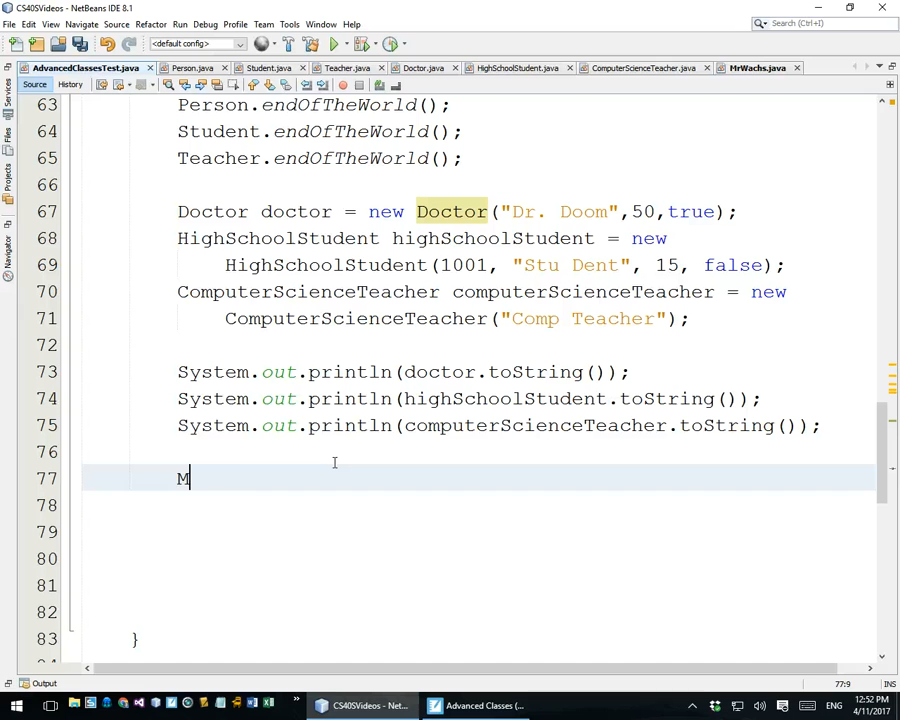 CS40SVideos - NetBeans IDE 8.1
File Edit View Navigate Source Refactor Run Debug Profile Team Tools Window Help
<default config>
Search (Ctrl+I)
AdvancedClassesTest.java Person.java Student.java Teacher.java Doctor.java HighSchoolStudent.java ComputerScienceTeacher.java MrWachs.java
Source History
Services
Files
Projects
Navigator
63 Person.endOfTheWorld();
64 Student.endOfTheWorld();
65 Teacher.endOfTheWorld();
66
67 Doctor doctor = new Doctor("Dr. Doom",50,true);
68 HighSchoolStudent highSchoolStudent = new
69 HighSchoolStudent(1001, "Stu Dent", 15, false);
70 ComputerScienceTeacher computerScienceTeacher = new
71 ComputerScienceTeacher("Comp Teacher");
72
73 System.out.println(doctor.toString());
74 System.out.println(highSchoolStudent.toString());
75 System.out.println(computerScienceTeacher.toString());
76
77 M
78
79
80
81
82
83 }
Output
77:9 INS
CS40SVideos - Net... Advanced Classes (... ENG 12:52 PM
4/11/2017